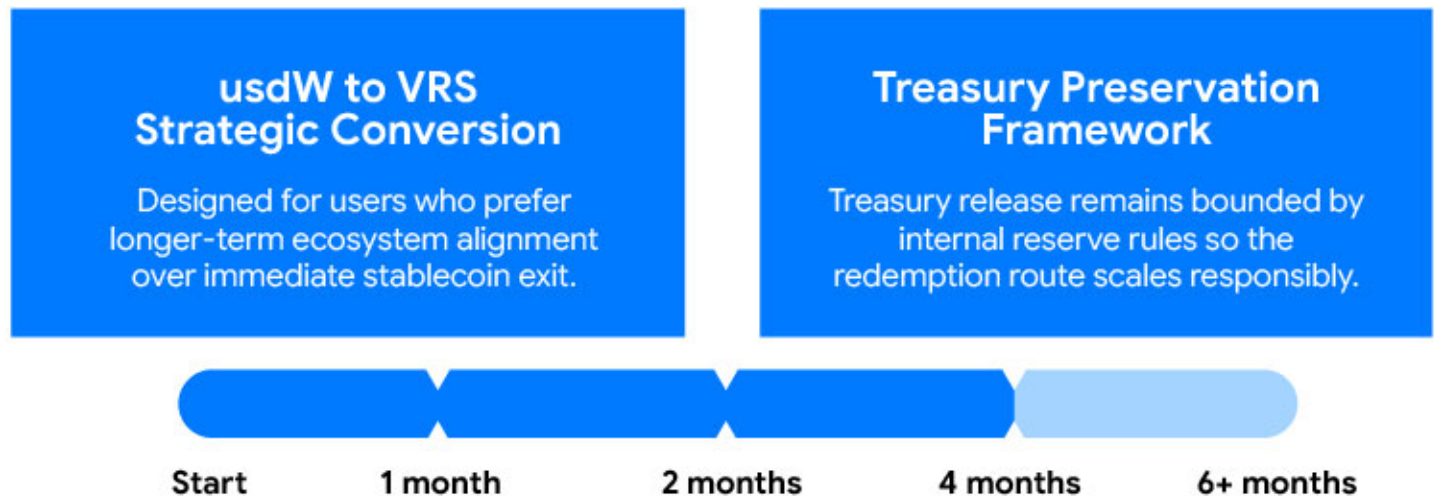 usdW to VRS
Strategic Conversion
Designed for users who prefer
longer-term ecosystem alignment
over immediate stablecoin exit.
Treasury Preservation
Framework
Treasury release remains bounded by
internal reserve rules so the
redemption route scales responsibly.
Start
1 month
2 months
4 months
6+ months